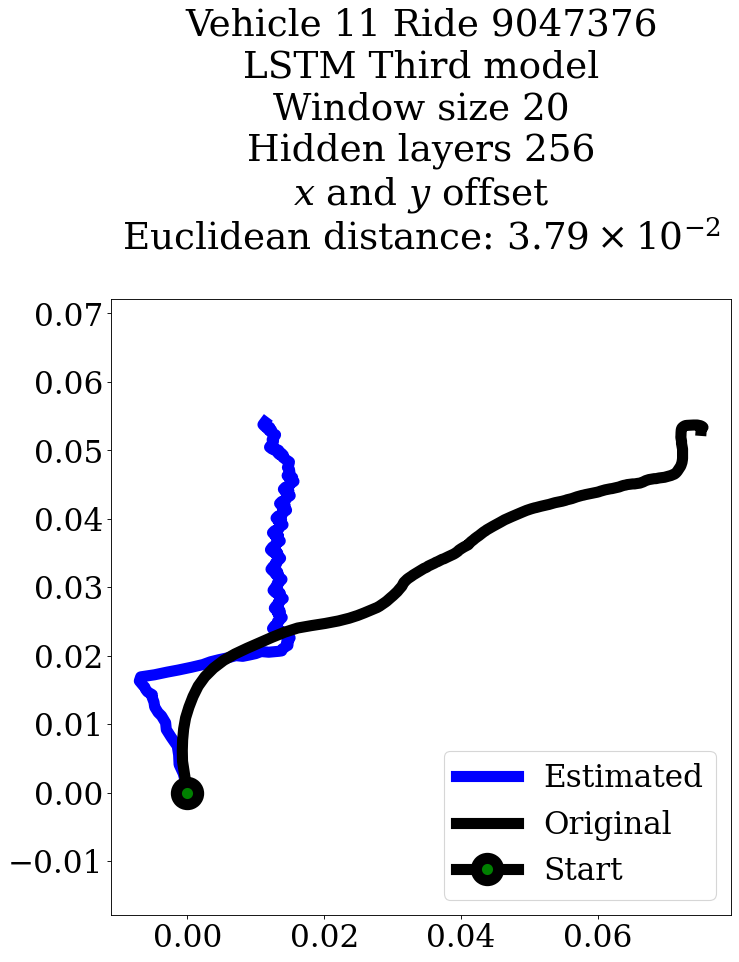 Vehicle 11 Ride 9047376
LSTM Third model
Window size 20
Hidden layers 256
x and y offset
Euclidean distance: 3.79 × 10⁻²
0.07
0.06
0.05
0.04
0.03
0.02
0.01
0.00
−0.01
0.00 0.02 0.04 0.06
Estimated
Original
Start